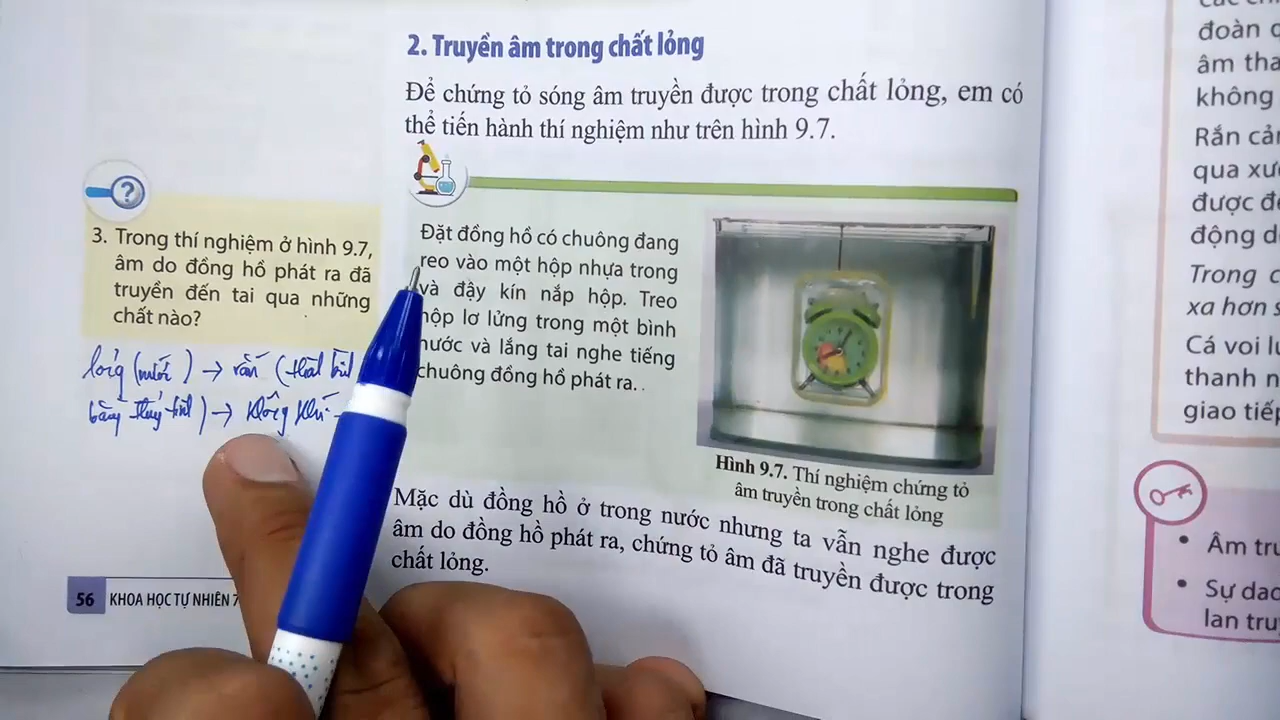 2. Truyền âm trong chất lỏng
Để chứng tỏ sóng âm truyền được trong chất lỏng, em có
thể tiến hành thí nghiệm như trên hình 9.7.
3. Trong thí nghiệm ở hình 9.7,
âm do đồng hồ phát ra đã
truyền đến tai qua những
chất nào?
lỏng (nước) → rắn (thành
bằng thủy tinh) → không khí
Đặt đồng hồ có chuông đang
reo vào một hộp nhựa trong
và đậy kín nắp hộp. Treo
hộp lơ lửng trong một bình
nước và lắng tai nghe tiếng
chuông đồng hồ phát ra.
Hình 9.7. Thí nghiệm chứng tỏ
âm truyền trong chất lỏng
Mặc dù đồng hồ ở trong nước nhưng ta vẫn nghe được
âm do đồng hồ phát ra, chứng tỏ âm đã truyền được trong
chất lỏng.
56 KHOA HỌC TỰ NHIÊN 7
đoàn
âm tha
không
Rắn cả
qua xư
được đ
động d
Trong
xa hơn
Cá voi
thanh n
giao tiế
• Âm tru
• Sự dao
lan tru